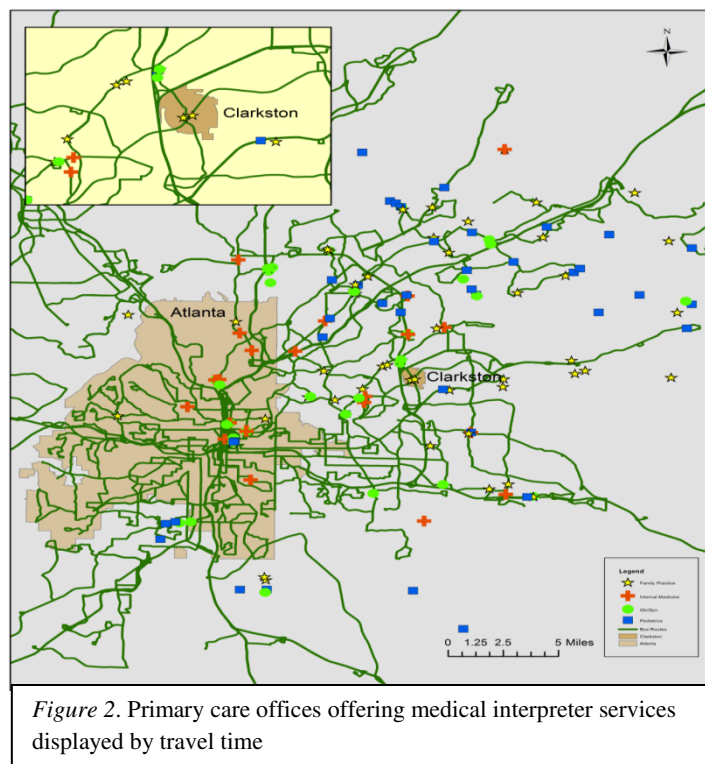 N
Clarkston
Atlanta
Clarkston
Legend
Family Practice
Internal Medicine
Ob/Gyn
Pediatrics
Bus Routes
Clarkston
Atlanta
0 1.25 2.5 5 Miles
Figure 2. Primary care offices offering medical interpreter services
displayed by travel time